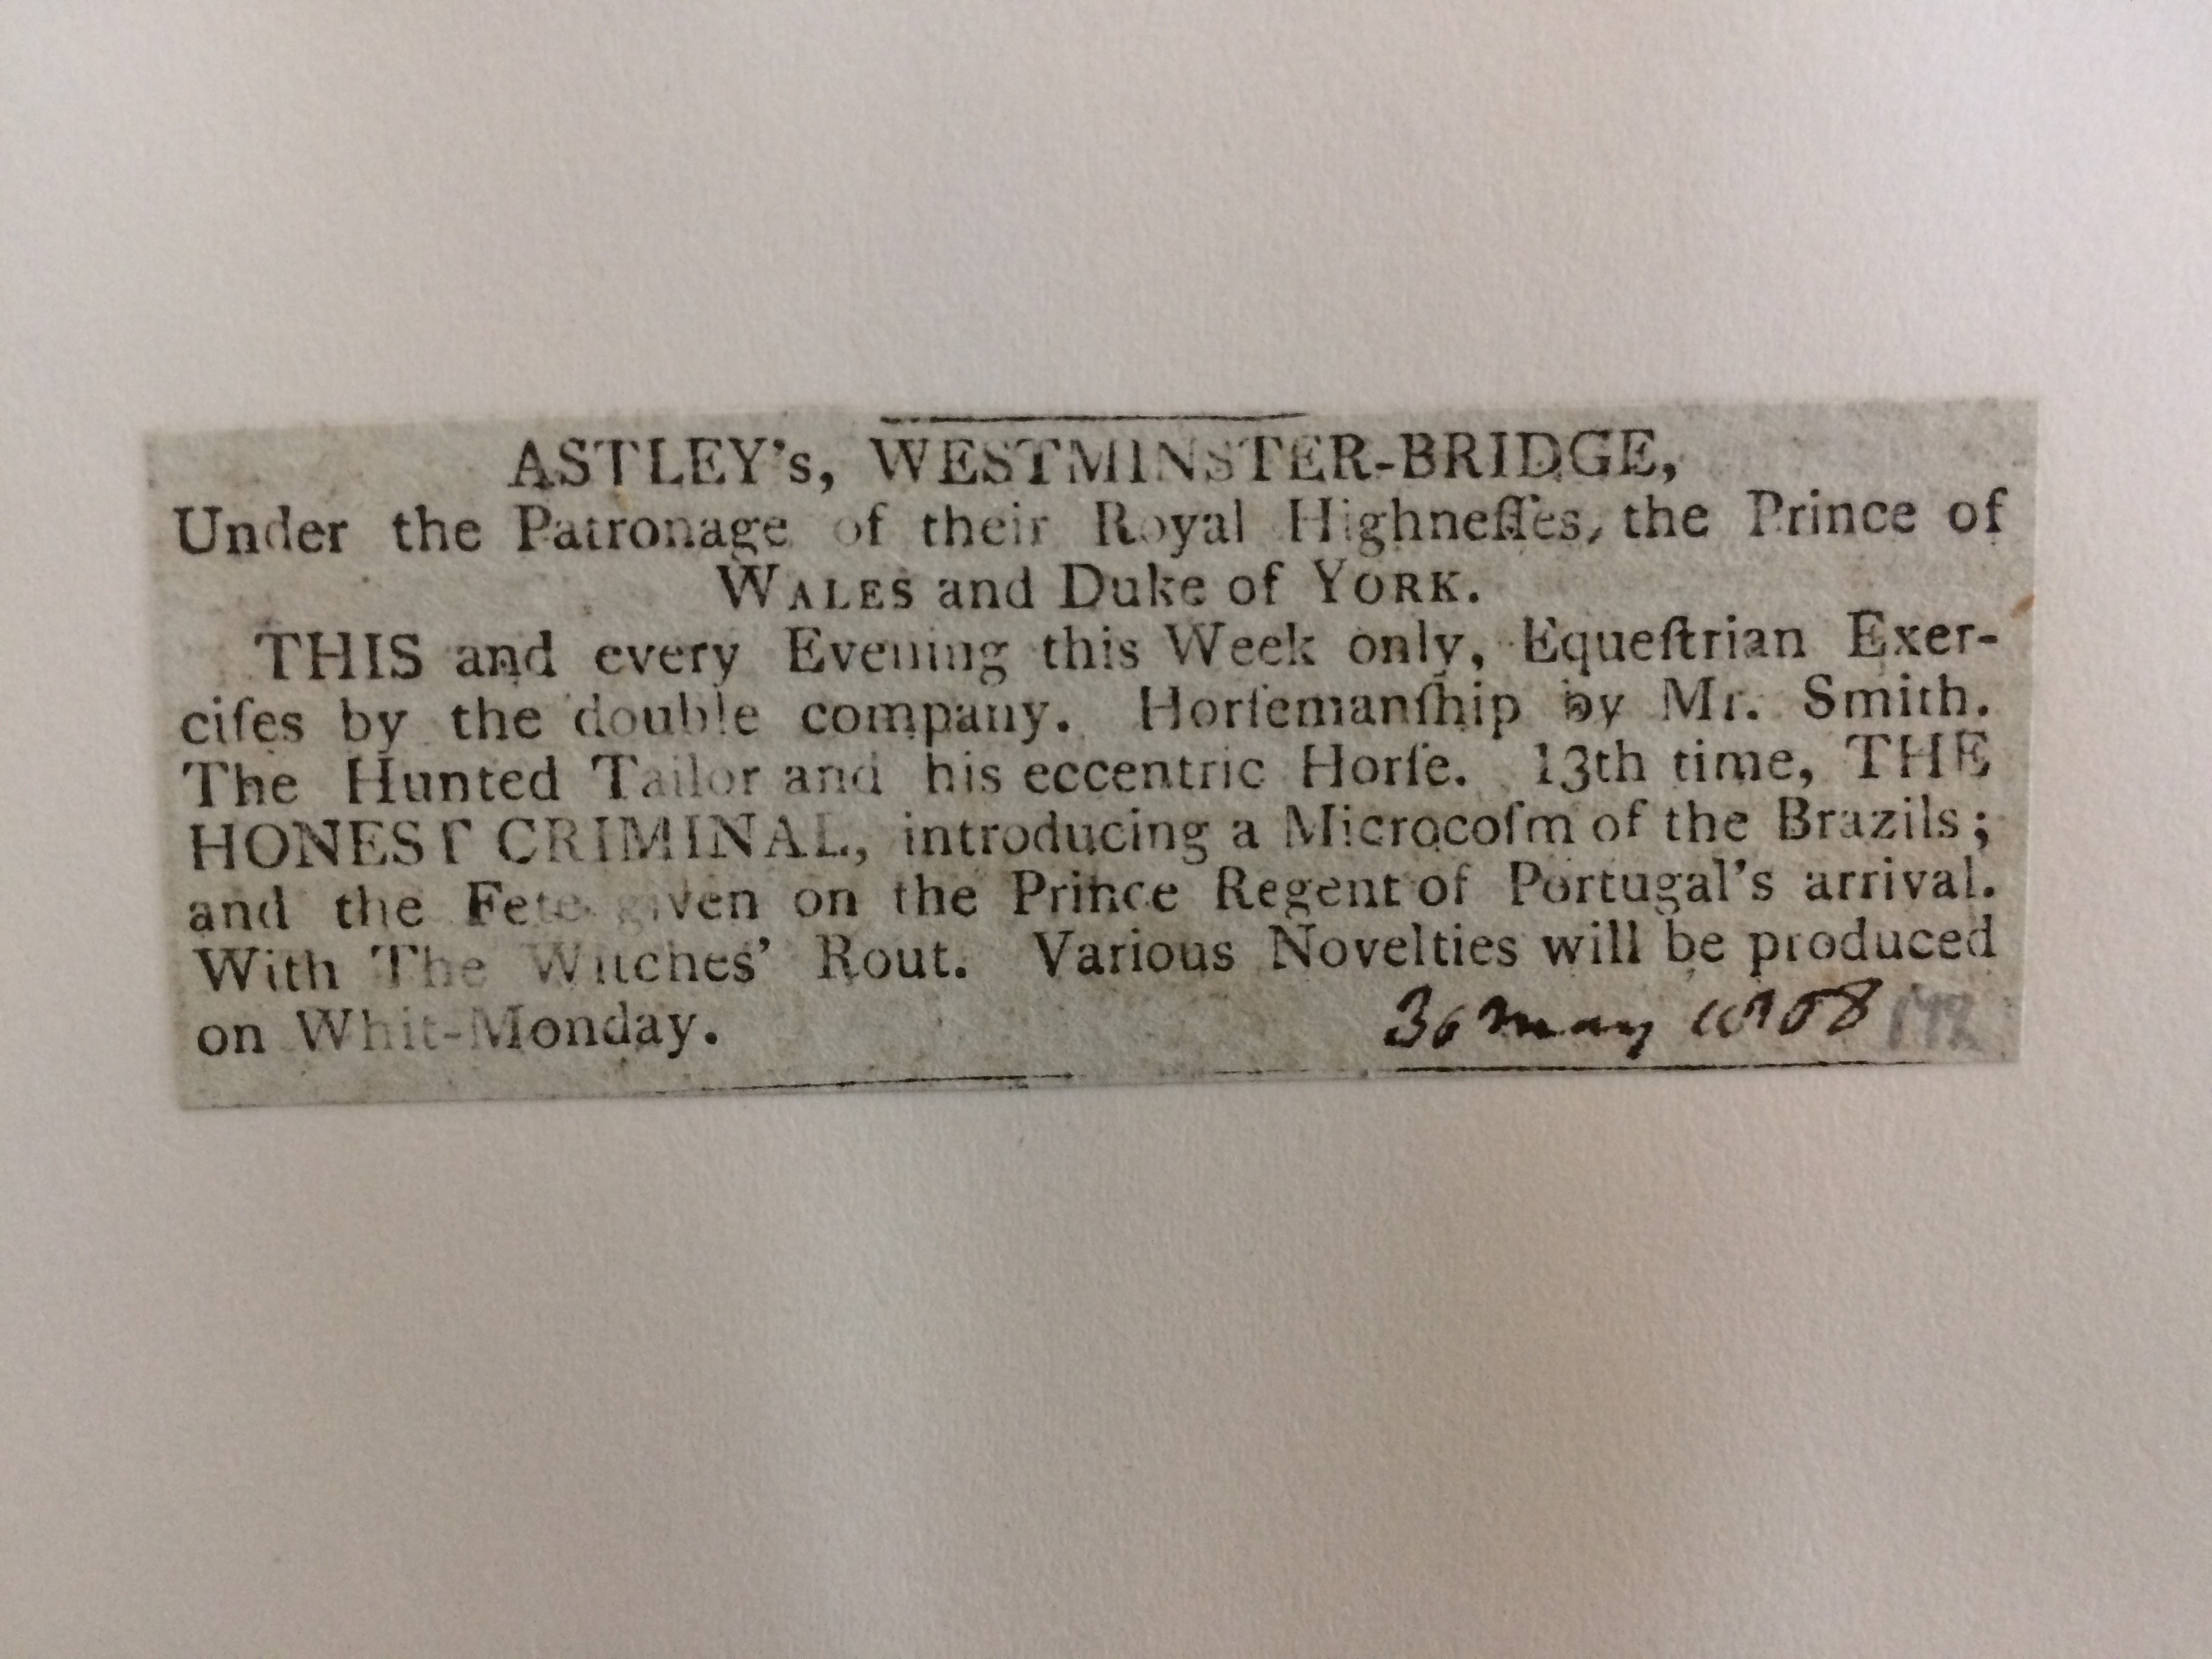 ASTLEY's, WESTMINSTER-BRIDGE,
Under the Patronage of their Royal Highneſſes, the Prince of
WALES and Duke of YORK.
THIS and every Evening this Week only, Equeſtrian Exer-
ciſes by the double company. Horſemanſhip by Mr. Smith.
The Hunted Tailor and his eccentric Horſe. 13th time, THE
HONEST CRIMINAL, introducing a Microcoſm of the Brazils;
and the Fete given on the Prince Regent of Portugal's arrival.
With The Witches' Rout. Various Novelties will be produced
on Whit-Monday.
30 May 1808